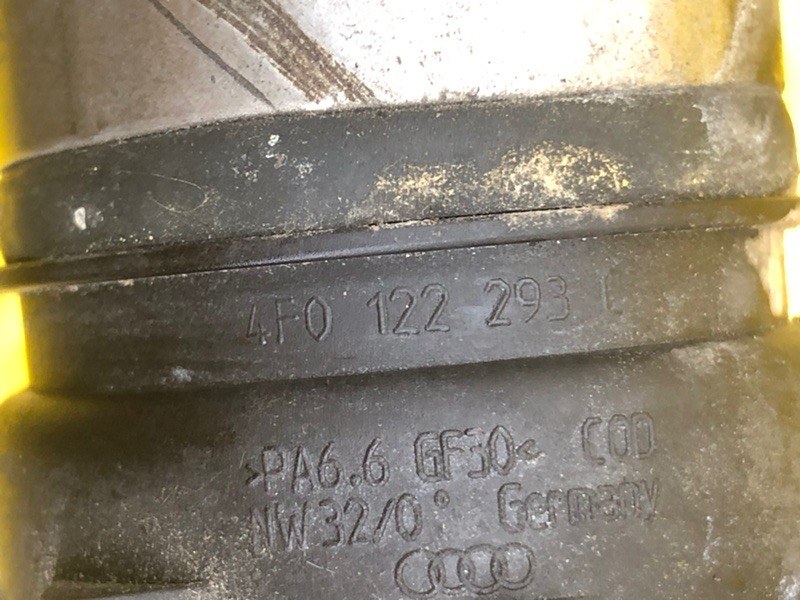 4F0 122 293 L
>PA6.6 GF30< COD
NW32/0° Germany